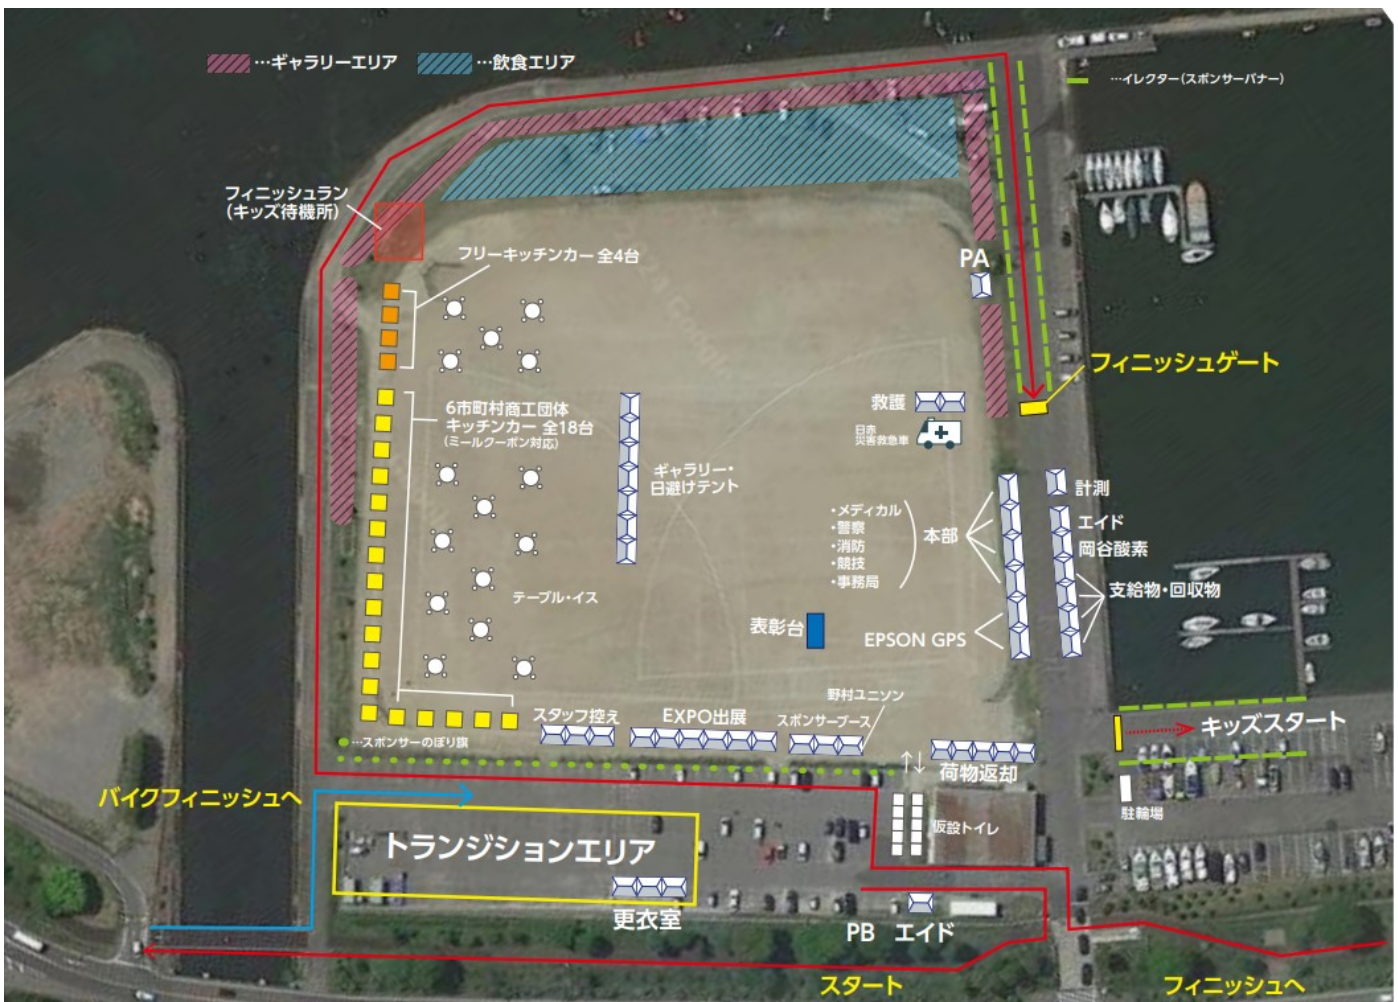 …ギャラリーエリア
…飲食エリア
…イレクター(スポンサーバナー)
フィニッシュラン
(キッズ待機所)
フリーキッチンカー 全4台
PA
フィニッシュゲート
6市町村商工団体
キッチンカー 全18台
(ミールクーポン対応)
救護
日赤
災害救急車
ギャラリー・
日避けテント
計測
・メディカル
・警察
・消防
・競技
・事務局
本部
エイド
岡谷酸素
支給物・回収物
テーブル・イス
表彰台
EPSON GPS
野村ユニソン
スタッフ控え
EXPO出展
スポンサーブース
キッズスタート
…スポンサーのぼり旗
荷物返却
バイクフィニッシュへ
駐輪場
仮設トイレ
トランジションエリア
更衣室
PB エイド
スタート
フィニッシュへ